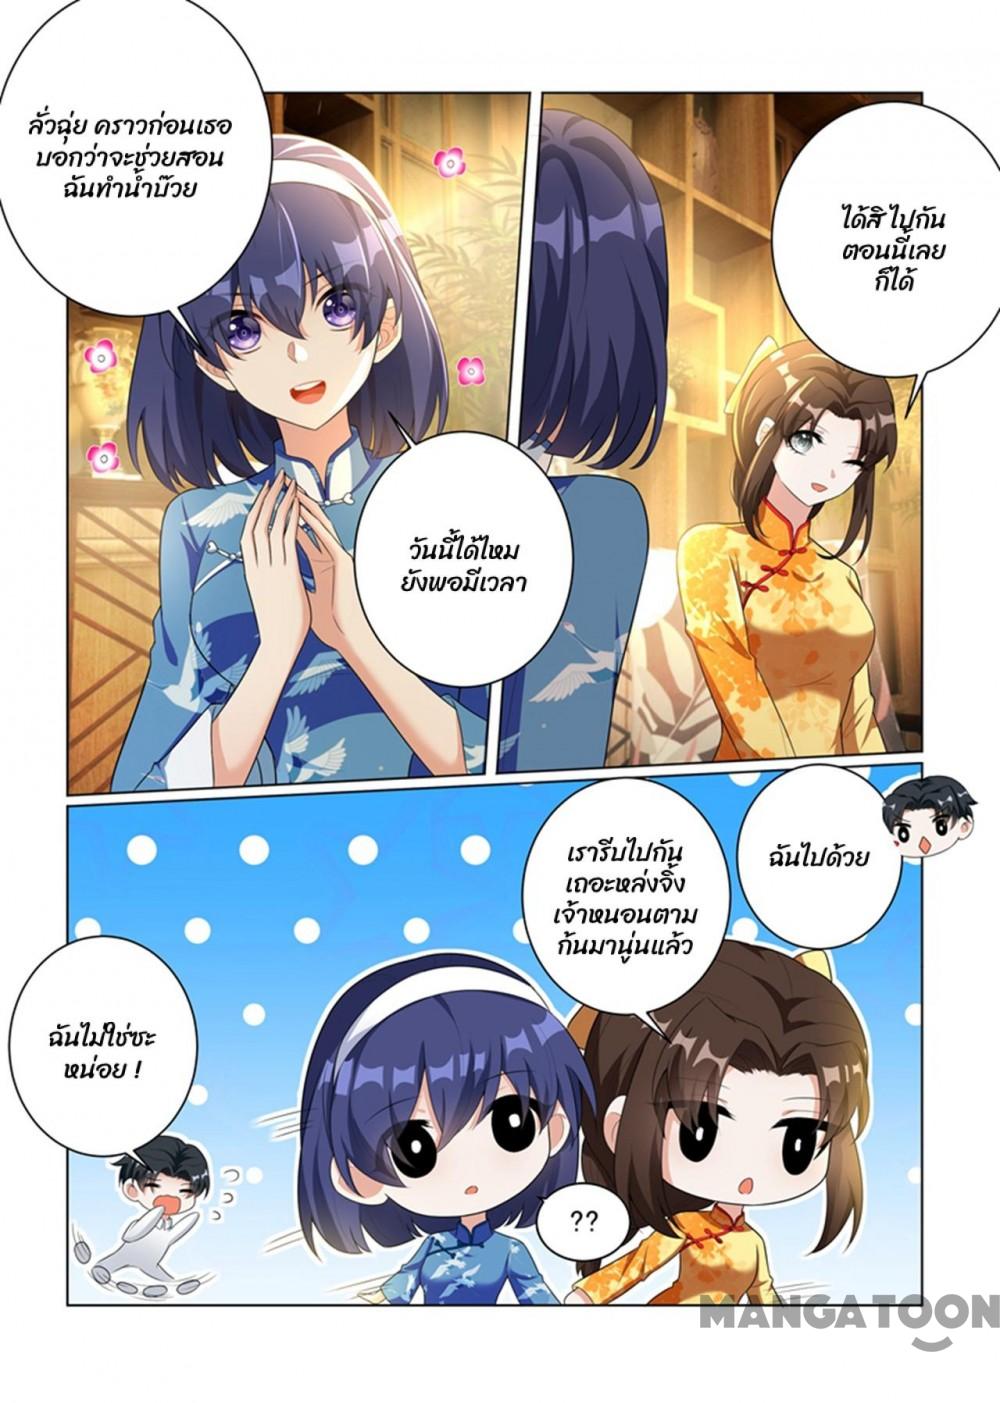 ลั่วฉุ่ย คราวก่อนเธอ
บอกว่าจะช่วยสอน
ฉันทำน้ำบ๊วย
ได้สิ ไปกัน
ตอนนี้เลย
ก็ได้
วันนี้ได้ไหม
ยังพอมีเวลา
ฉันไปด้วย
เรารีบไปกัน
เถอะหล่งจิ้ง
เจ้าหนอนตาม
ก้นมานู่นแล้ว
ฉันไม่ใช่ซะ
หน่อย !
??
MANGATOON